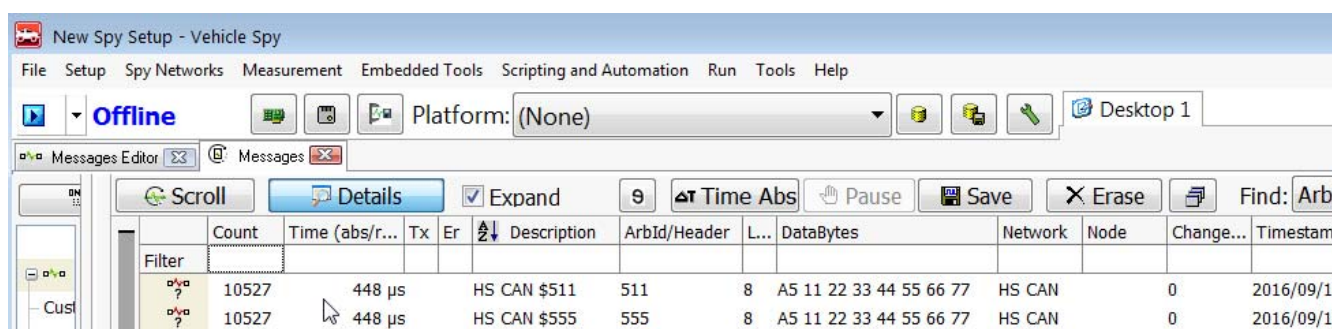 New Spy Setup - Vehicle Spy
File Setup Spy Networks Measurement Embedded Tools Scripting and Automation Run Tools Help
Offline Platform: (None) Desktop 1
Messages Editor Messages
Scroll Details Expand 9 ΔT Time Abs Pause Save Erase Find: Arb
Count Time (abs/r... Tx Er Description ArbId/Header L... DataBytes Network Node Change... Timestam
Filter
10527 448 µs HS CAN $511 511 8 A5 11 22 33 44 55 66 77 HS CAN 0 2016/09/1
Cust 10527 448 µs HS CAN $555 555 8 A5 11 22 33 44 55 66 77 HS CAN 0 2016/09/1